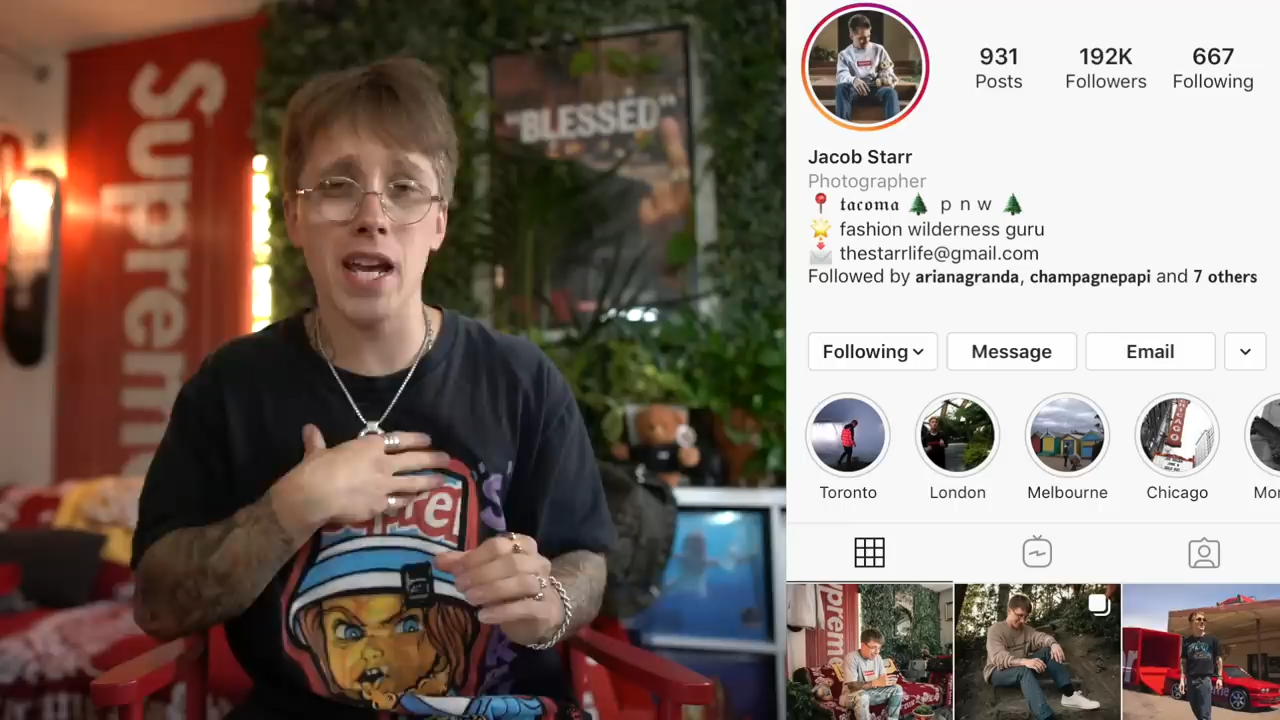 Supreme
"BLESSED"
931
Posts
192K
Followers
667
Following
Jacob Starr
Photographer
📍 𝖙𝖆𝖈𝖔𝖒𝖆 🌲 p n w 🌲
🌟 fashion wilderness guru
📩 thestarrlife@gmail.com
Followed by arianagranda, champagnepapi and 7 others
Following
Message
Email
Toronto
London
Melbourne
CHICAGO
Chicago
Supreme